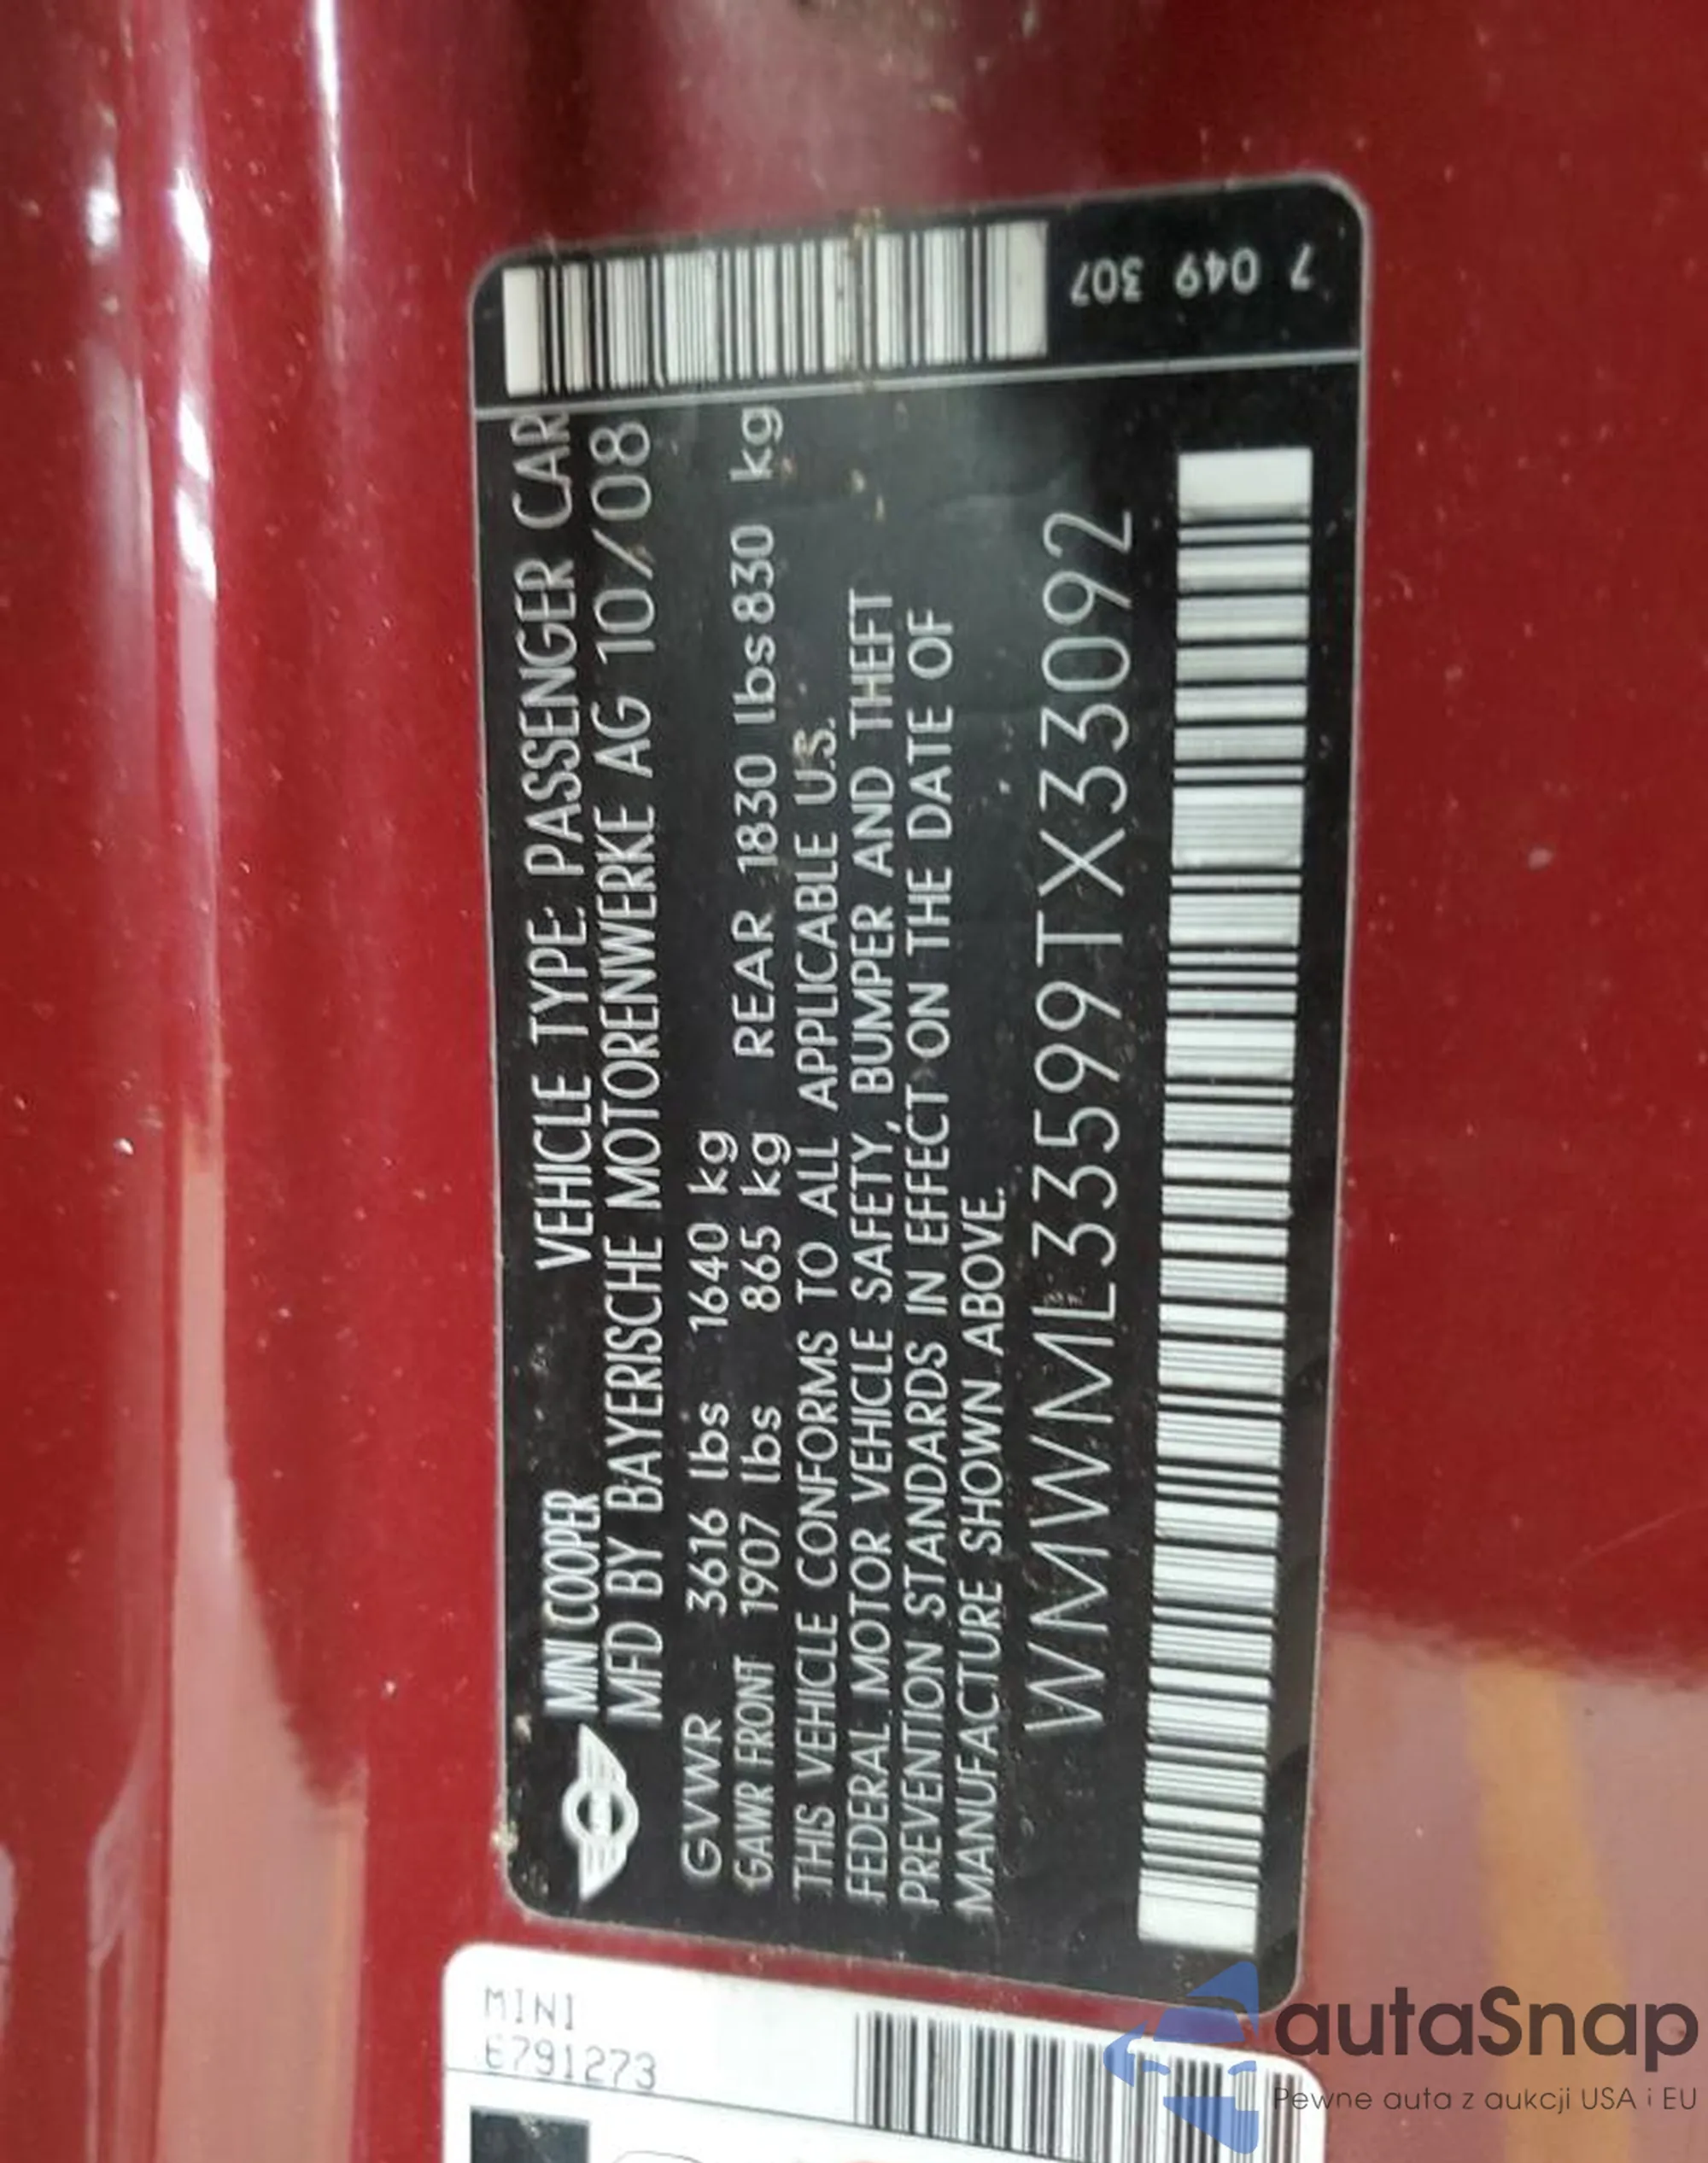 MINI COOPER VEHICLE TYPE: PASSENGER CAR
MFD BY BAYERISCHE MOTORENWERKE AG 10/08
GVWR 3616 lbs 1640 kg
GAWR FRONT 1907 lbs 865 kg REAR 1830 lbs 830 kg
THIS VEHICLE CONFORMS TO ALL APPLICABLE U.S.
FEDERAL MOTOR VEHICLE SAFETY, BUMPER AND THEFT
PREVENTION STANDARDS IN EFFECT ON THE DATE OF
MANUFACTURE SHOWN ABOVE.
WMWML33599TX33092
7 049 307
MINI
6791273
autaSnap
Pewne auta z aukcji USA i EU